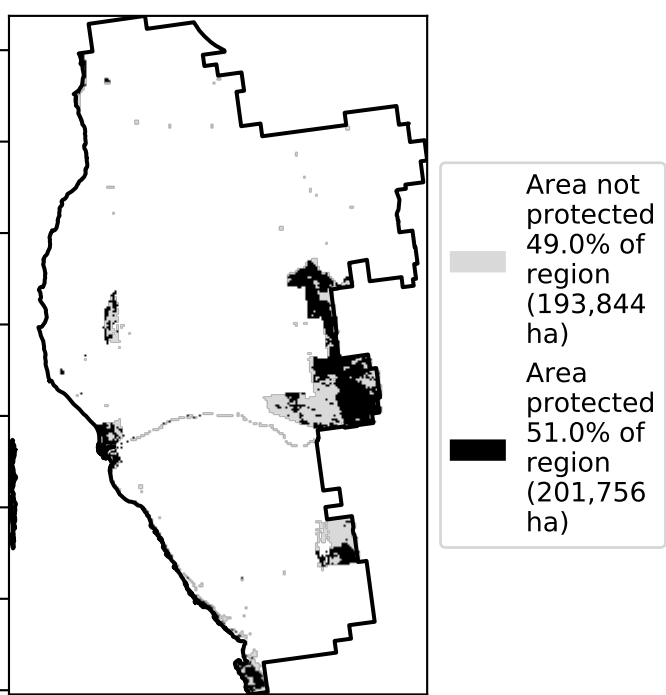 Area not
protected
49.0% of
region
(193,844
ha)
Area
protected
51.0% of
region
(201,756
ha)